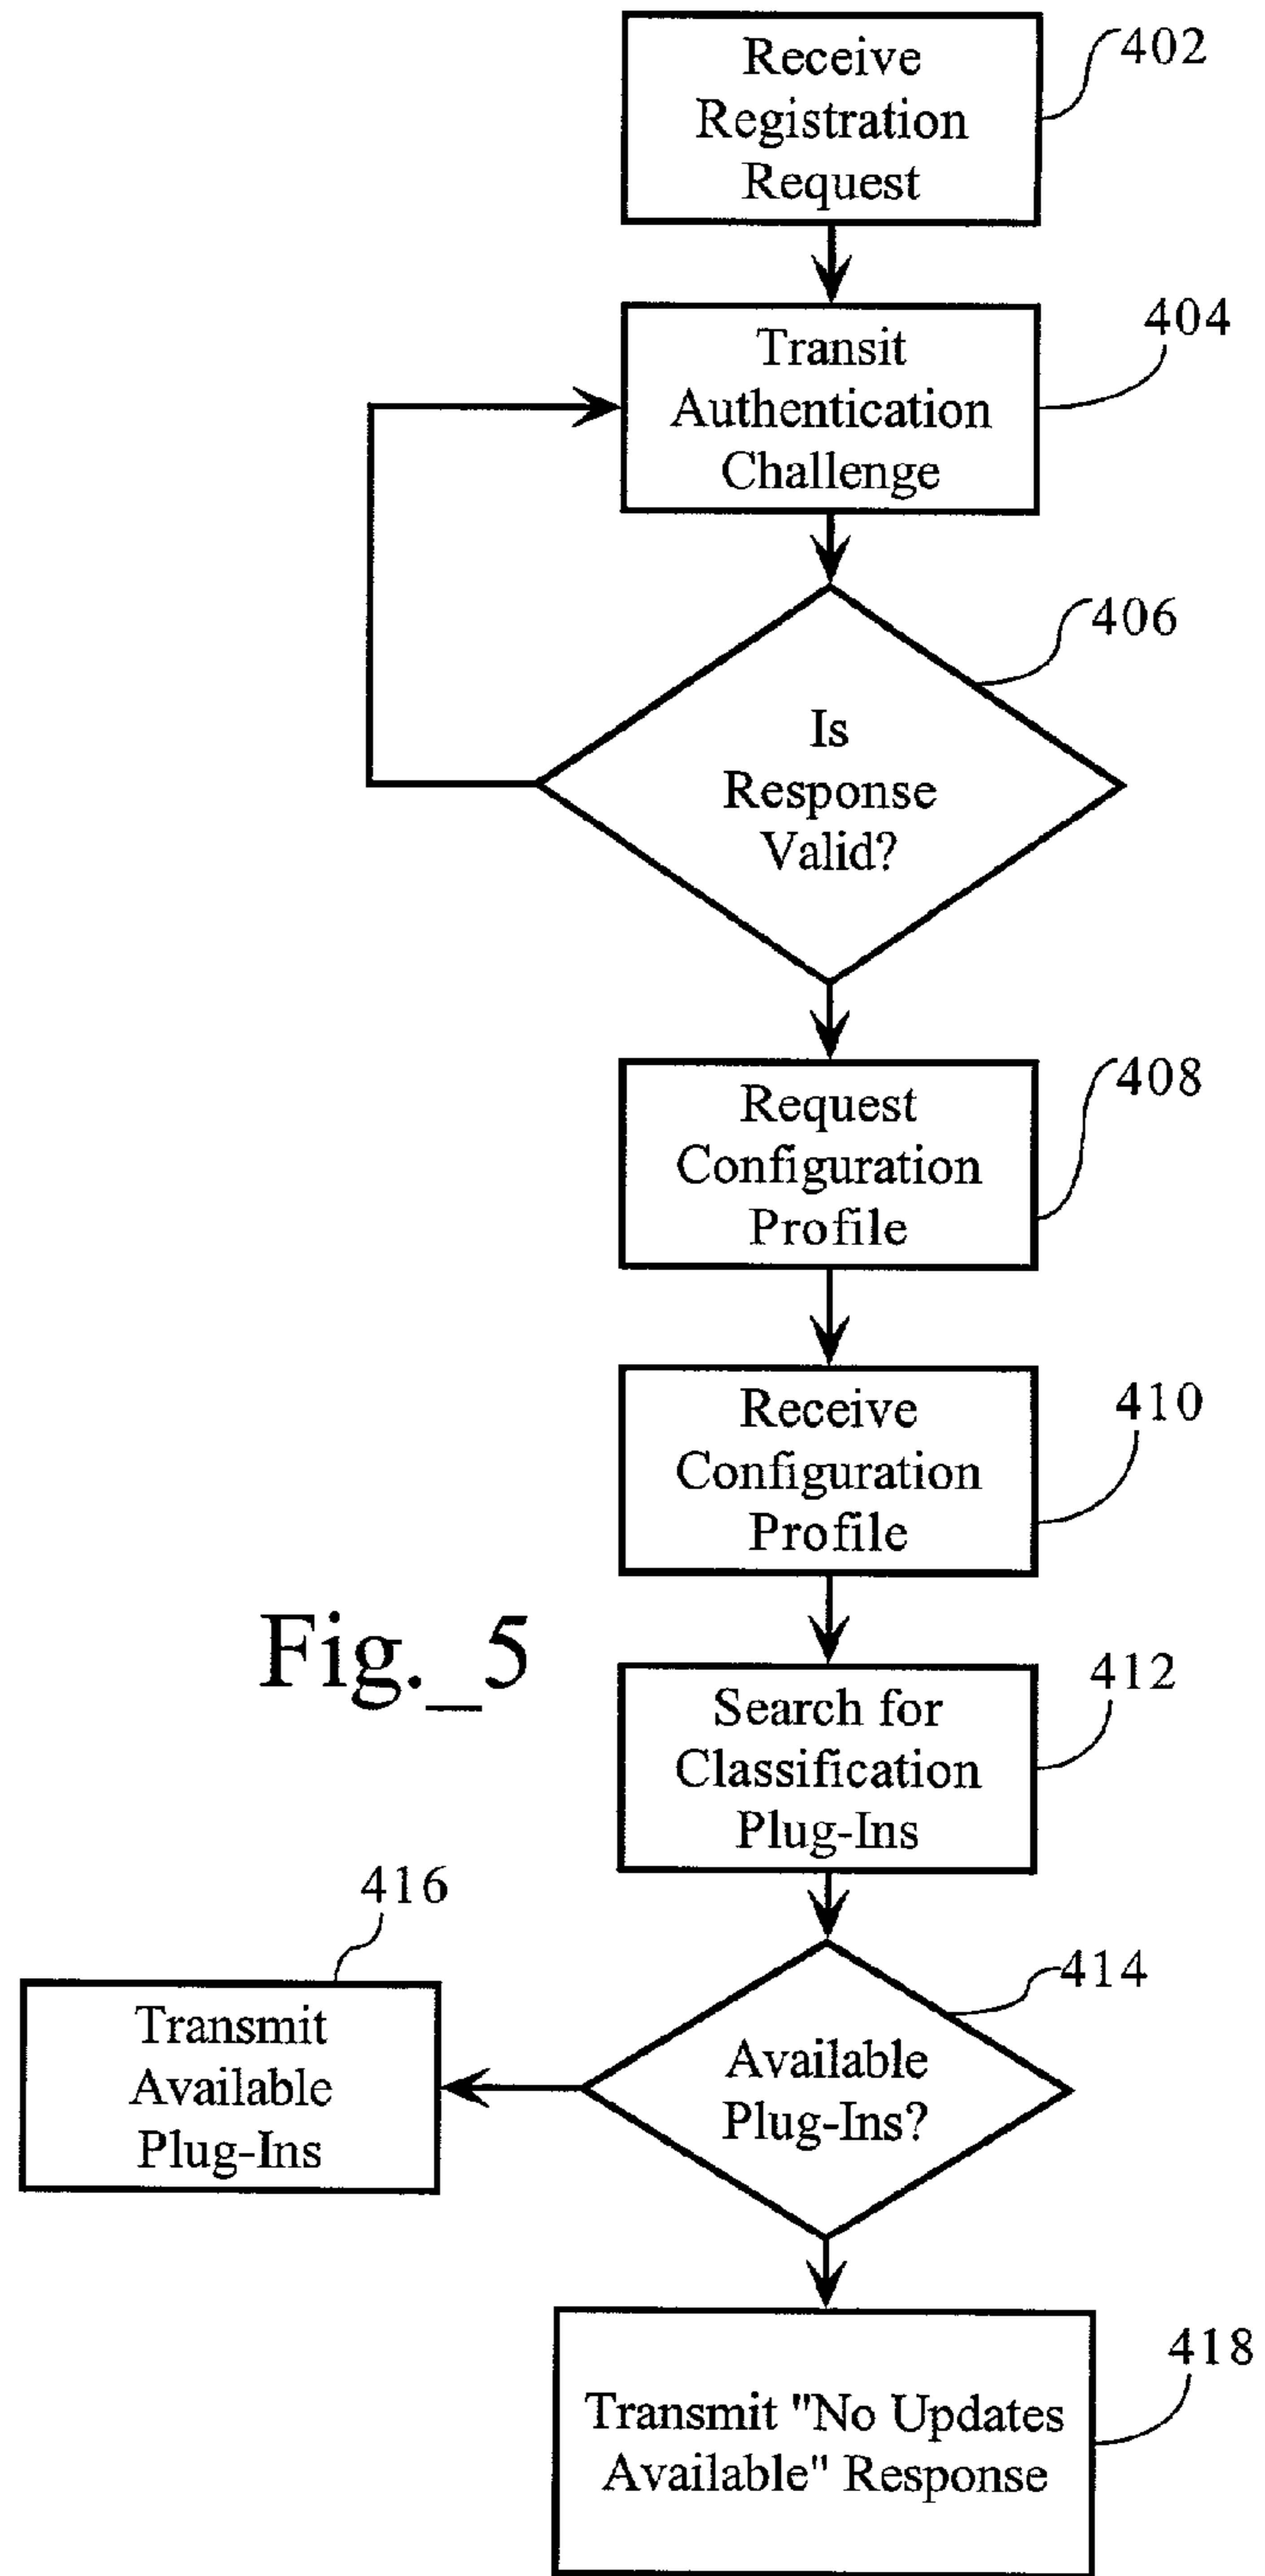 Receive
Registration
Request
402
Transit
Authentication
Challenge
404
406
Is
Response
Valid?
Request
Configuration
Profile
408
Receive
Configuration
Profile
410
Fig._5
Search for
Classification
Plug-Ins
412
416
Transmit
Available
Plug-Ins
414
Available
Plug-Ins?
418
Transmit "No Updates
Available" Response